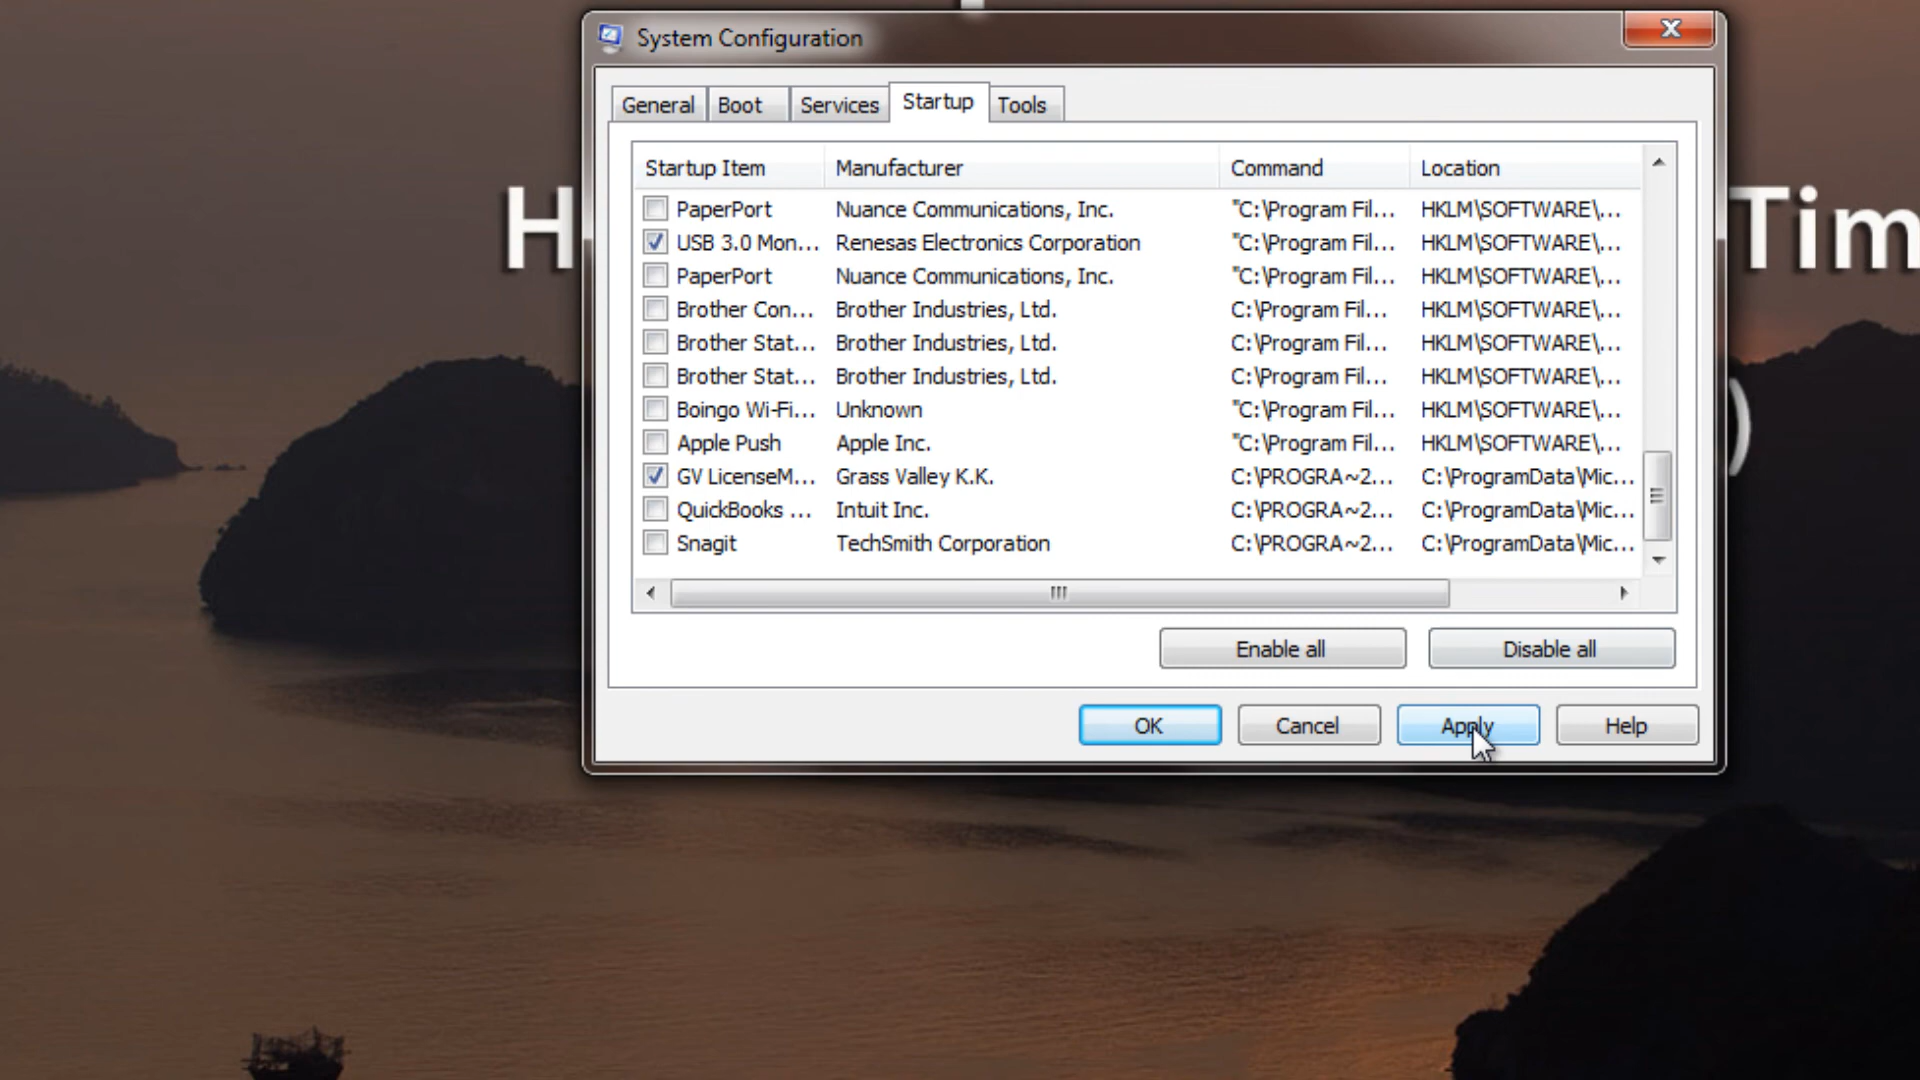 System Configuration
General Boot Services Startup Tools
Startup Item Manufacturer Command Location
PaperPort Nuance Communications, Inc. "C:\Program Fil... HKLM\SOFTWARE\...
USB 3.0 Mon... Renesas Electronics Corporation "C:\Program Fil... HKLM\SOFTWARE\...
PaperPort Nuance Communications, Inc. "C:\Program Fil... HKLM\SOFTWARE\...
Brother Con... Brother Industries, Ltd. C:\Program Fil... HKLM\SOFTWARE\...
Brother Stat... Brother Industries, Ltd. C:\Program Fil... HKLM\SOFTWARE\...
Brother Stat... Brother Industries, Ltd. C:\Program Fil... HKLM\SOFTWARE\...
Boingo Wi-Fi... Unknown "C:\Program Fil... HKLM\SOFTWARE\...
Apple Push Apple Inc. "C:\Program Fil... HKLM\SOFTWARE\...
GV LicenseM... Grass Valley K.K. C:\PROGRA~2... C:\ProgramData\Mic...
QuickBooks ... Intuit Inc. C:\PROGRA~2... C:\ProgramData\Mic...
Snagit TechSmith Corporation C:\PROGRA~2... C:\ProgramData\Mic...
Enable all Disable all
OK Cancel Apply Help